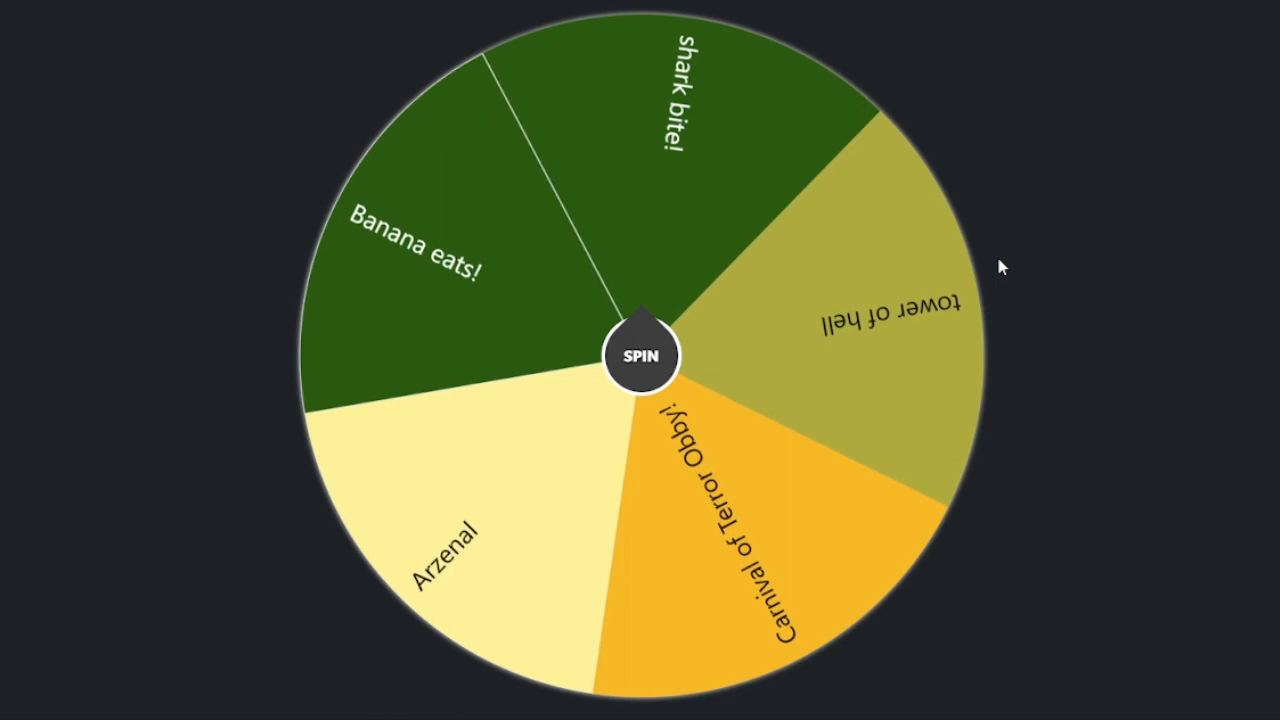 shark bite!
Banana eats!
tower of hell
SPIN
Carnival of Terror Obby!
Arzenal